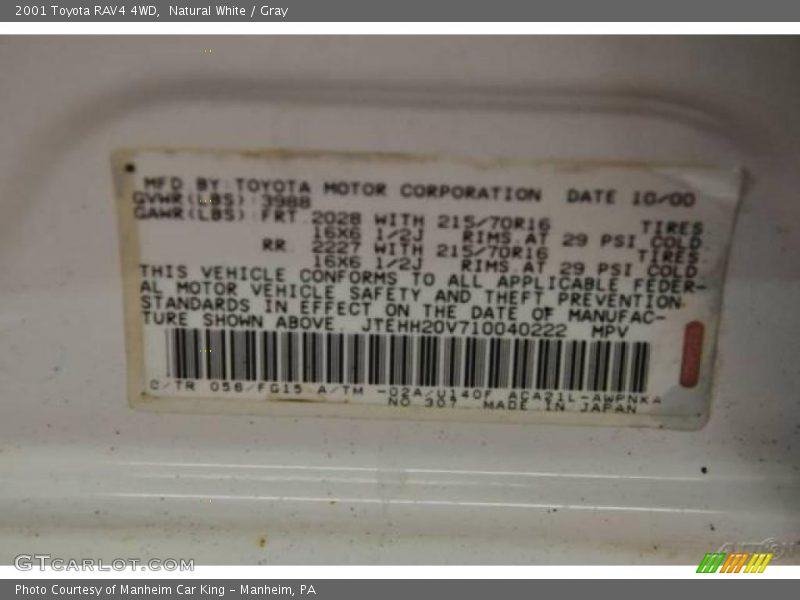 2001 Toyota RAV4 4WD, Natural White / Gray
MFD BY: TOYOTA MOTOR CORPORATION DATE 10/00
GVWR(LBS): 3988
GAWR(LBS): FRT 2028 WITH 215/70R16 TIRES
16X6 1/2J RIMS AT 29 PSI COLD
RR 2227 WITH 215/70R16 TIRES
16X6 1/2J RIMS AT 29 PSI COLD
THIS VEHICLE CONFORMS TO ALL APPLICABLE FEDER-
AL MOTOR VEHICLE SAFETY AND THEFT PREVENTION
STANDARDS IN EFFECT ON THE DATE OF MANUFAC-
TURE SHOWN ABOVE. JTEHH20V710040222 MPV
C/TR 056/FG15 A/TM -02A/U140F ACA21L-AWPNKA
NO.307 MADE IN JAPAN
GTCARLOT.COM
Photo Courtesy of Manheim Car King - Manheim, PA